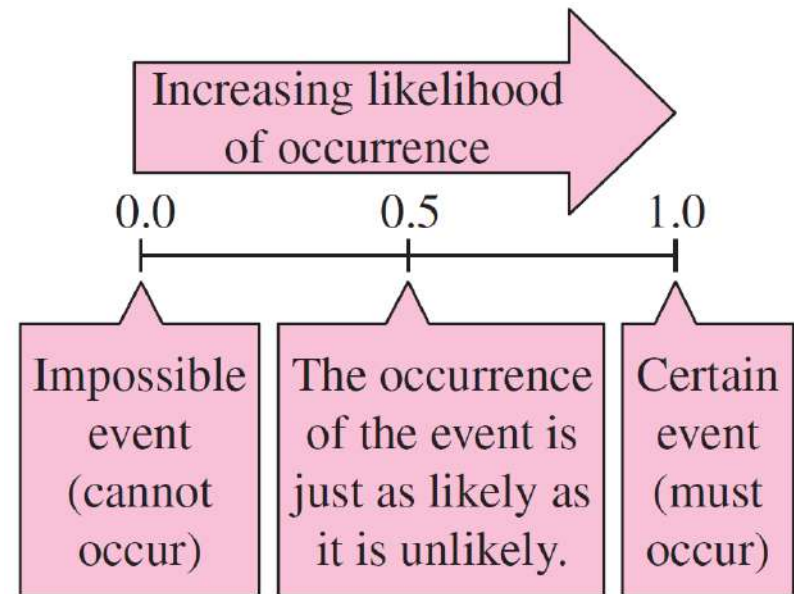 Increasing likelihood
of occurrence
0.0 0.5 1.0
Impossible
event
(cannot
occur)
The occurrence
of the event is
just as likely as
it is unlikely.
Certain
event
(must
occur)